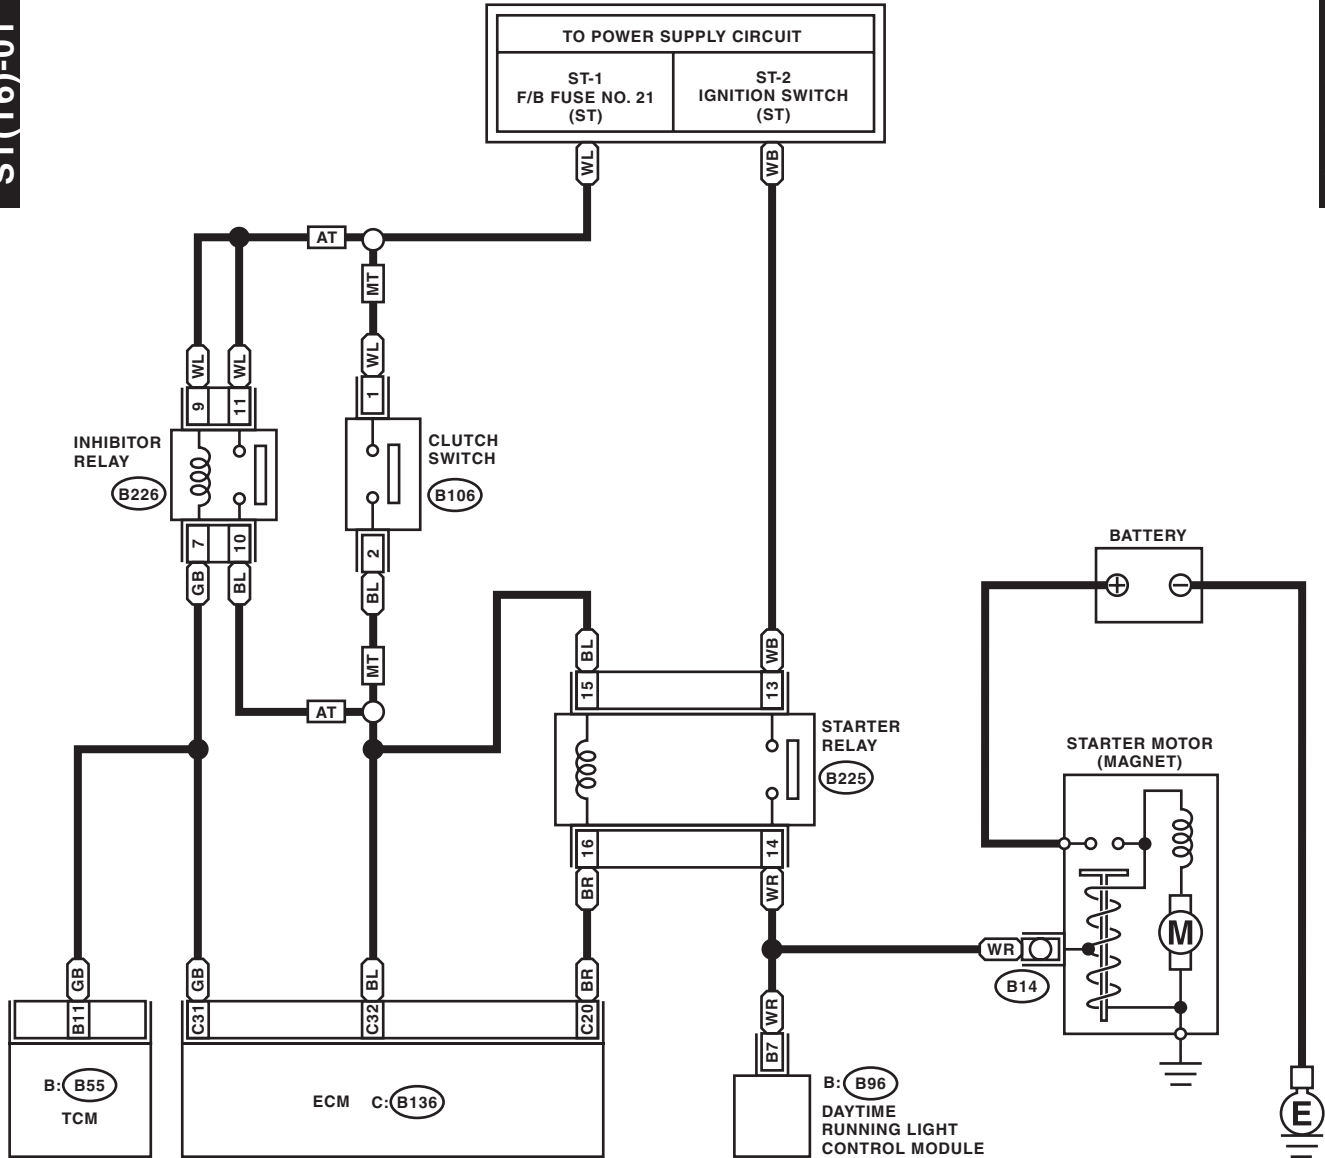 ST(16)-01
TO POWER SUPPLY CIRCUIT
ST-1
F/B FUSE NO. 21
(ST)
ST-2
IGNITION SWITCH
(ST)
WL
WB
AT
MT
WL
WL
WL
9
11
1
INHIBITOR
RELAY
B226
CLUTCH
SWITCH
B106
7
10
2
GB
BL
BL
MT
AT
BL
WB
15
13
STARTER
RELAY
B225
16
14
BR
WR
BATTERY
+
−
STARTER MOTOR
(MAGNET)
M
WR
B14
GB
GB
BL
BR
WR
B11
C31
C32
C20
B7
B: B55
TCM
ECM C: B136
B: B96
DAYTIME
RUNNING LIGHT
CONTROL MODULE
E